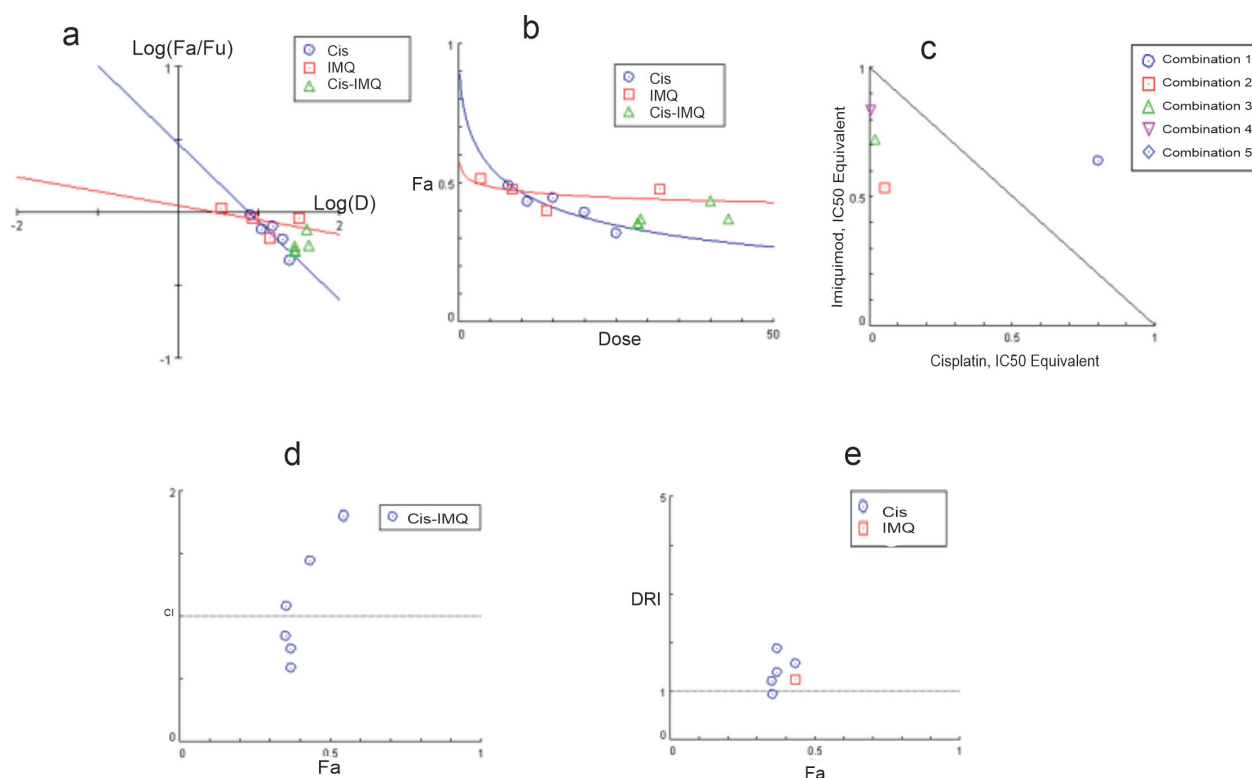 a
Log(Fa/Fu)
1
Cis
IMQ
Cis-IMQ
Log(D)
-2
2
-1
b
1
Cis
IMQ
Cis-IMQ
Fa
0.5
0
0
50
Dose
c
Combination 1
Combination 2
Combination 3
Combination 4
Combination 5
Imiquimod, IC50 Equivalent
1
0.5
0
0
0.5
1
Cisplatin, IC50 Equivalent
d
2
Cis-IMQ
CI
0
0
0.5
1
Fa
e
5
Cis
IMQ
DRI
1
0
0
0.5
1
Fa